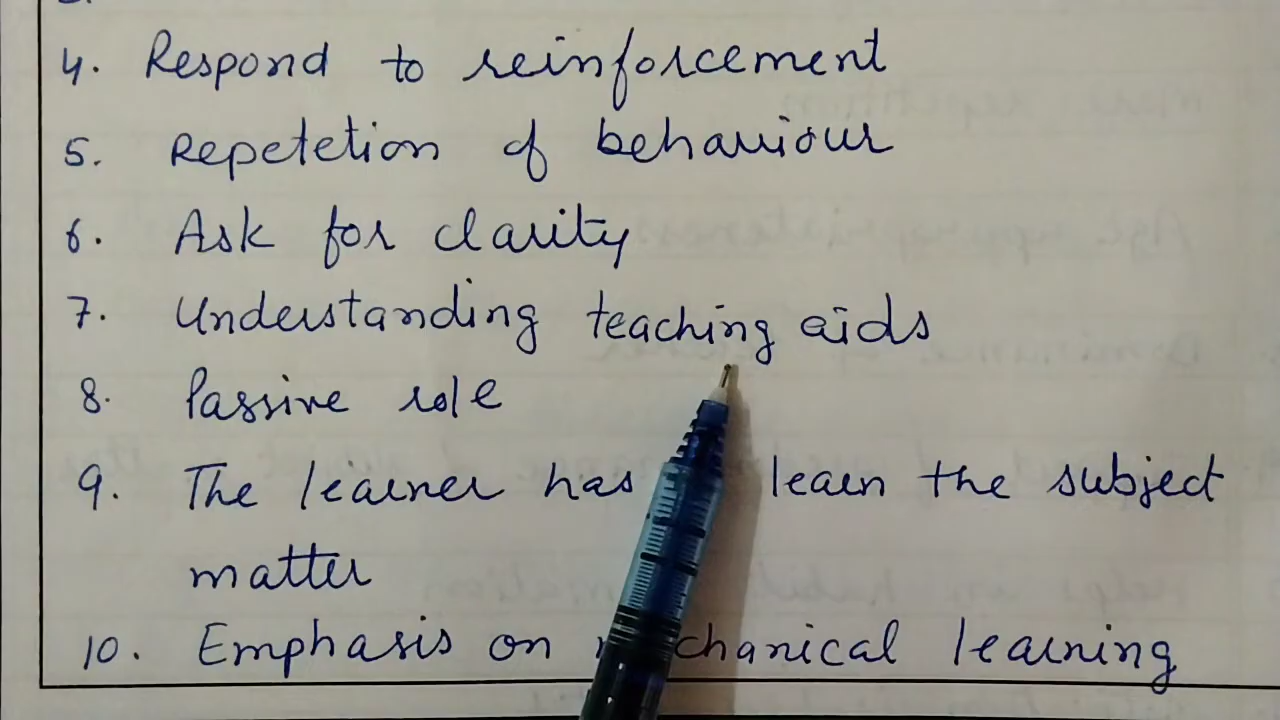 4. Respond to reinforcement
5. Repetetion of behaviour
6. Ask for clarity
7. Understanding teaching aids
8. Passive role
9. The learner has learn the subject
matter
10. Emphasis on mechanical learning